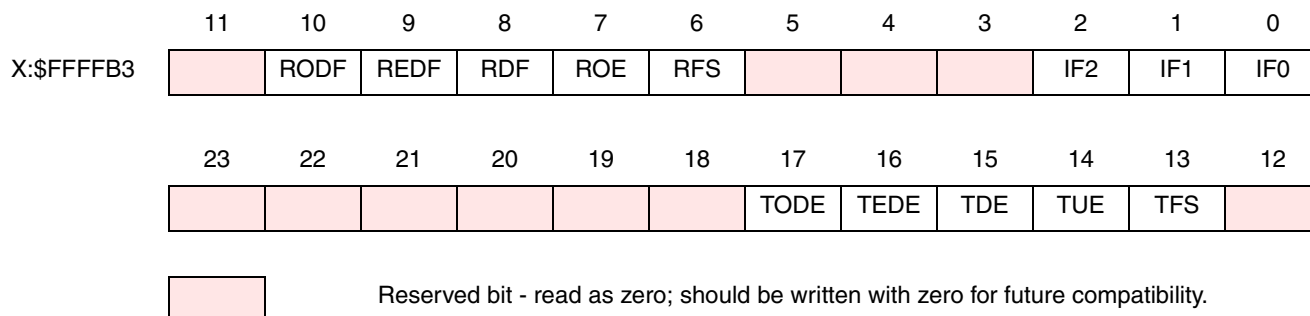 11 10 9 8 7 6 5 4 3 2 1 0
X:$FFFFB3 RODF REDF RDF ROE RFS IF2 IF1 IF0
23 22 21 20 19 18 17 16 15 14 13 12
TODE TEDE TDE TUE TFS
Reserved bit - read as zero; should be written with zero for future compatibility.